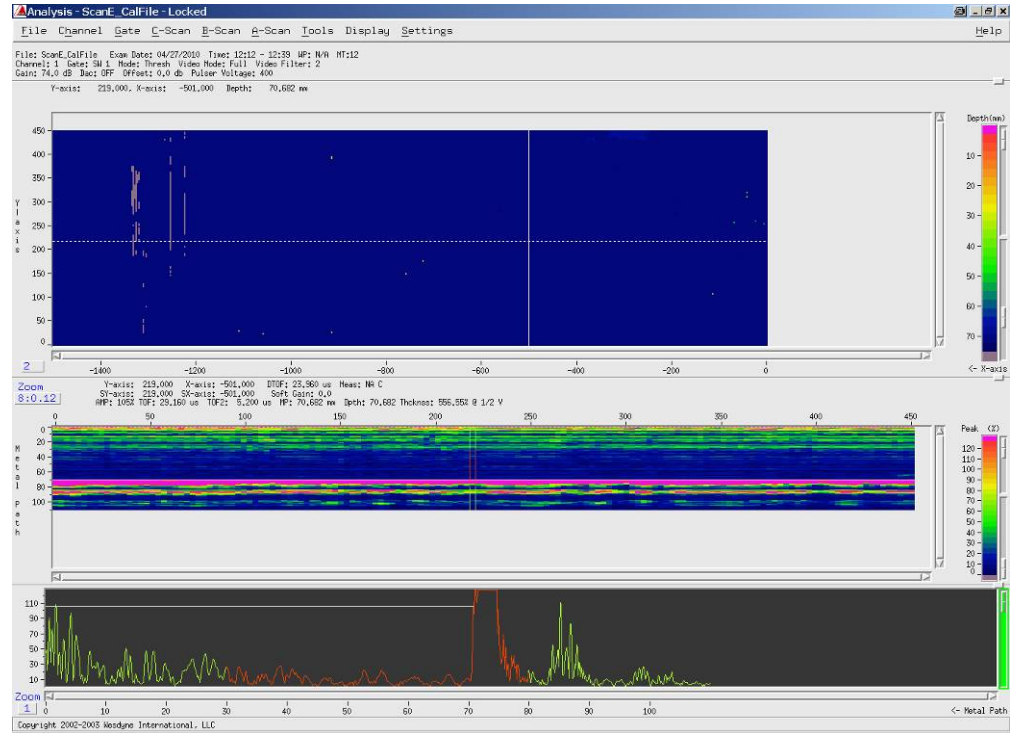 Analysis - ScanE_CalFile - Locked
File Channel Gate C-Scan B-Scan A-Scan Tools Display Settings Help
File: ScanE_CalFile Exam Date: 04/27/2010 Time: 12:12 - 12:39 WP: N/A MT:12
Channel: 1 Gate: SW 1 Mode: Thresh Video Mode: Full Video Filter: 2
Gain: 74.0 dB Dac: OFF Offset: 0.0 db Pulser Voltage: 400
Y-axis: 219.000, X-axis: -501.000 Depth: 70.682 mm
Depth(mm)
450
400
350
300
250
200
150
100
50
0
Y-axis
10
20
30
40
50
60
70
2
-1400 -1200 -1000 -800 -600 -400 -200 0
<- X-axis
Zoom
8:0.12
Y-axis: 219.000 X-axis: -501.000 DTOF: 23.960 us Meas: NA C
SY-axis: 219.000 SX-axis: -501.000 Soft Gain: 0.0
AMP: 105% TOF: 29.160 us TOF2: 5.200 us MP: 70.682 mm Dpth: 70.682 Thknss: 556.55% @ 1/2 V
0 50 100 150 200 250 300 350 400 450
Peak (%)
0
20
40
60
80
100
Metal Path
120
110
100
90
80
70
60
50
40
30
20
10
0
110
90
70
50
30
10
A
Zoom
1
0 10 20 30 40 50 60 70 80 90 100
<- Metal Path
Copyright 2002-2003 Wesdyne International, LLC